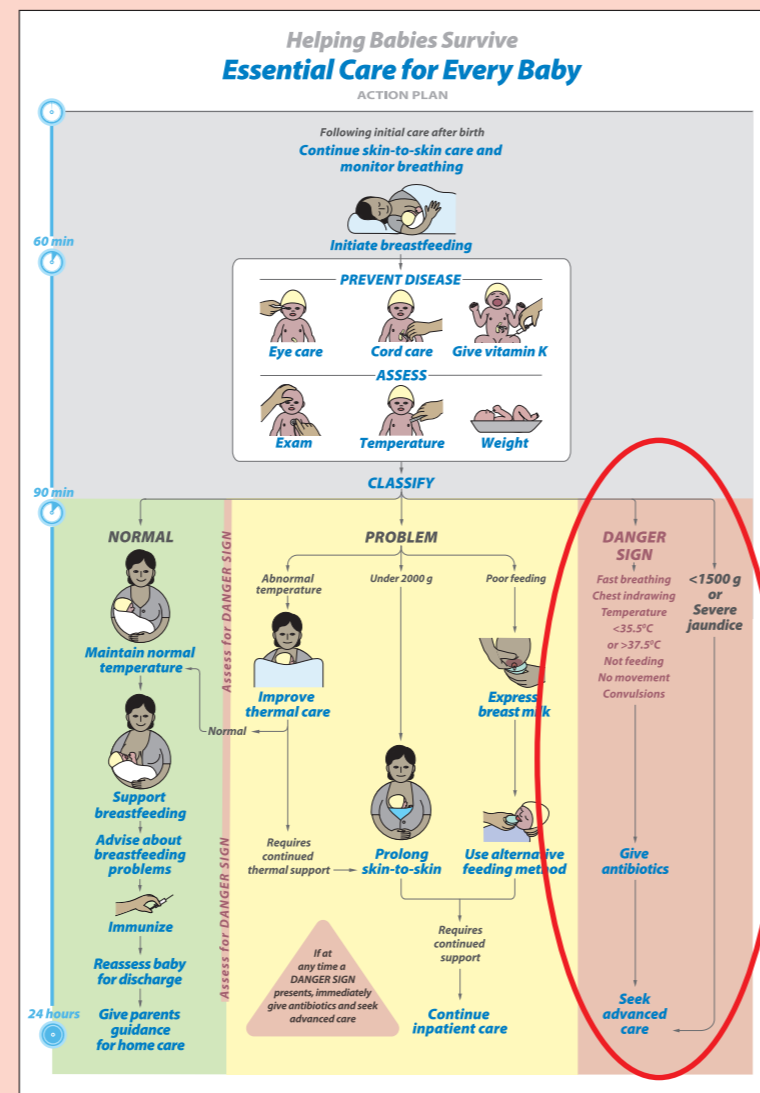 Helping Babies Survive
Essential Care for Every Baby
ACTION PLAN
Following initial care after birth
Continue skin-to-skin care and
monitor breathing
Initiate breastfeeding
60 min
PREVENT DISEASE
Eye care
Cord care
Give vitamin K
ASSESS
Exam
Temperature
Weight
CLASSIFY
90 min
NORMAL
Maintain normal
temperature
Support
breastfeeding
Advise about
breastfeeding
problems
Immunize
Reassess baby
for discharge
24 hours
Give parents
guidance
for home care
Assess for DANGER SIGN
Assess for DANGER SIGN
PROBLEM
Abnormal
temperature
Improve
thermal care
Normal
Requires
continued
thermal support
Under 2000 g
Prolong
skin-to-skin
Poor feeding
Express
breast milk
Use alternative
feeding method
Requires
continued
support
Continue
inpatient care
If at
any time a
DANGER SIGN
presents, immediately
give antibiotics and seek
advanced care
DANGER
SIGN
Fast breathing
Chest indrawing
Temperature
<35.5°C
or >37.5°C
Not feeding
No movement
Convulsions
Give
antibiotics
Seek
advanced
care
<1500 g
or
Severe
jaundice